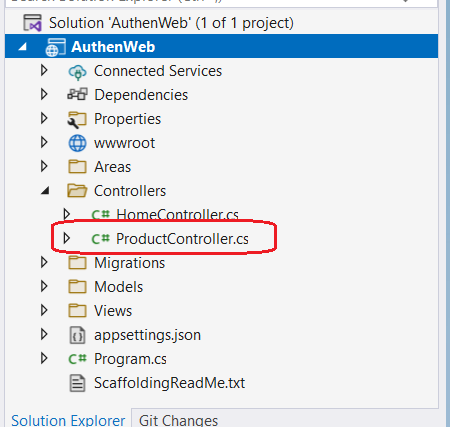 Solution 'AuthenWeb' (1 of 1 project)
AuthenWeb
Connected Services
Dependencies
Properties
wwwroot
Areas
Controllers
C# HomeController.cs
C# ProductController.cs
Migrations
Models
Views
appsettings.json
C# Program.cs
ScaffoldingReadMe.txt
Solution Explorer Git Changes